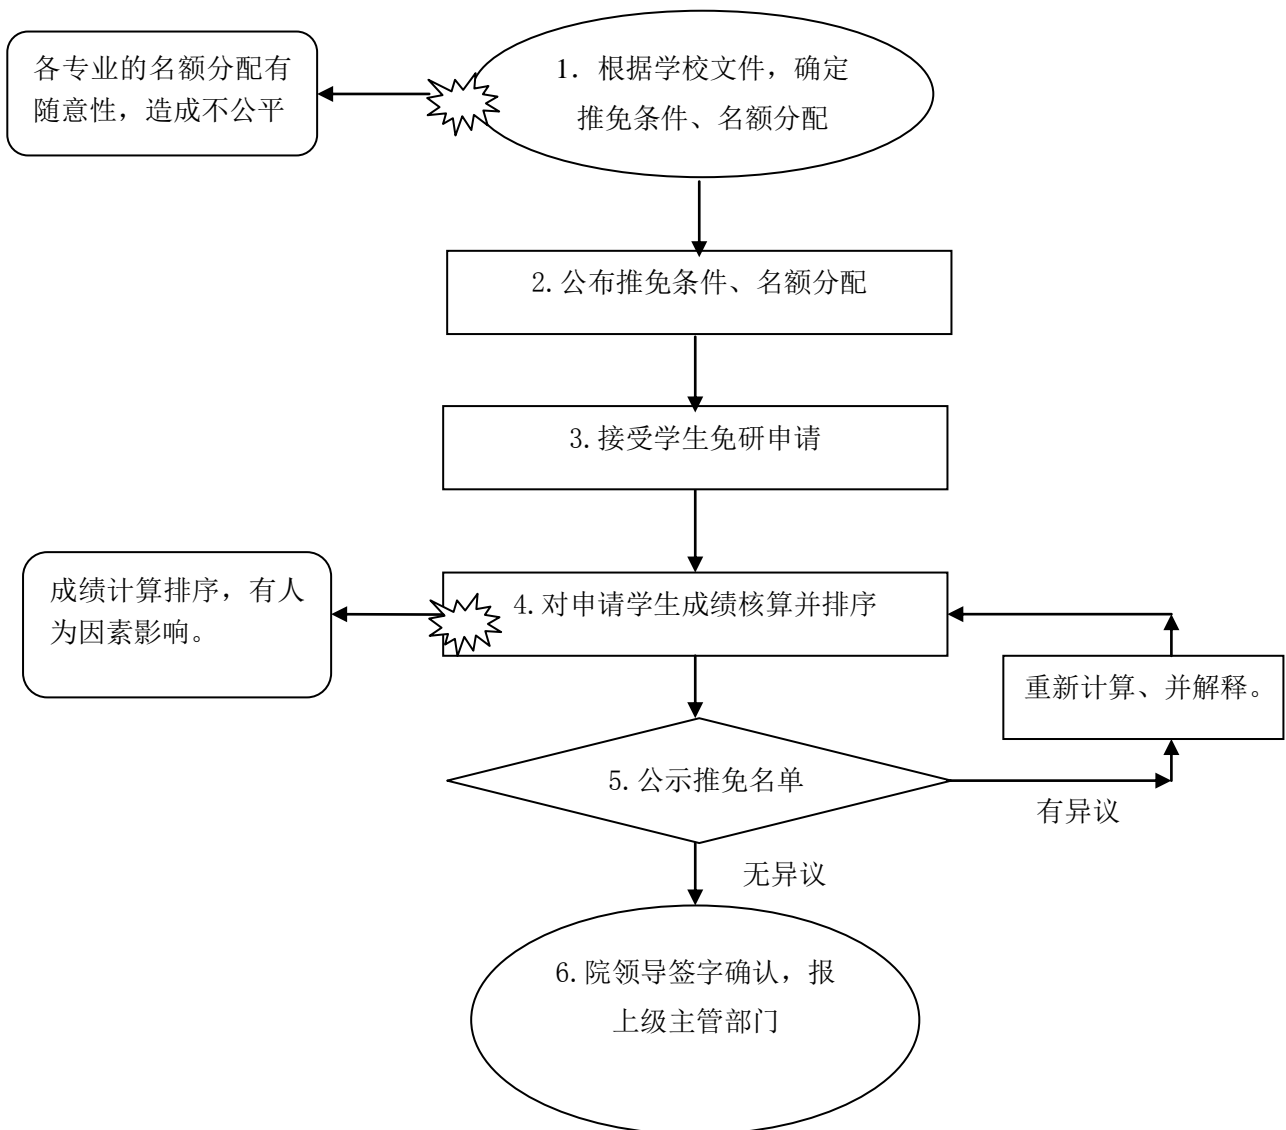 各专业的名额分配有
随意性，造成不公平
1. 根据学校文件，确定
推免条件、名额分配
2.公布推免条件、名额分配
3.接受学生免研申请
成绩计算排序，有人
为因素影响。
4.对申请学生成绩核算并排序
重新计算、并解释。
5.公示推免名单
有异议
无异议
6.院领导签字确认，报
上级主管部门